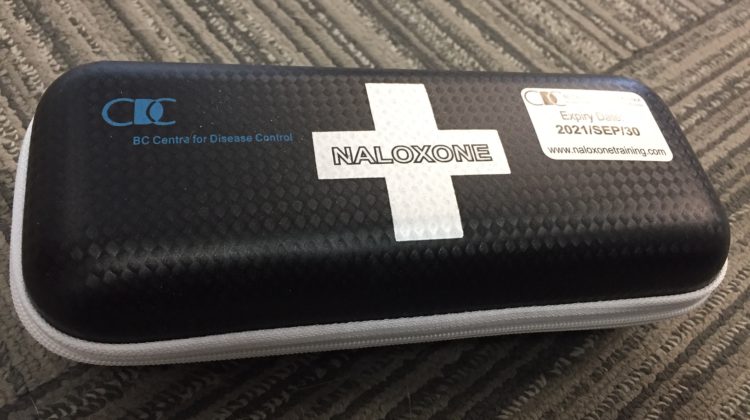 CDC
BC Centre for Disease Control
NALOXONE
Expiry Date
2021/SEP/30
www.naloxonetraining.com